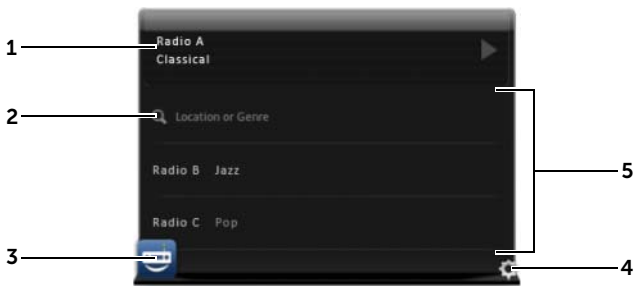 1
Radio A
Classical
2
Location or Genre
Radio B Jazz
5
Radio C Pop
3
4